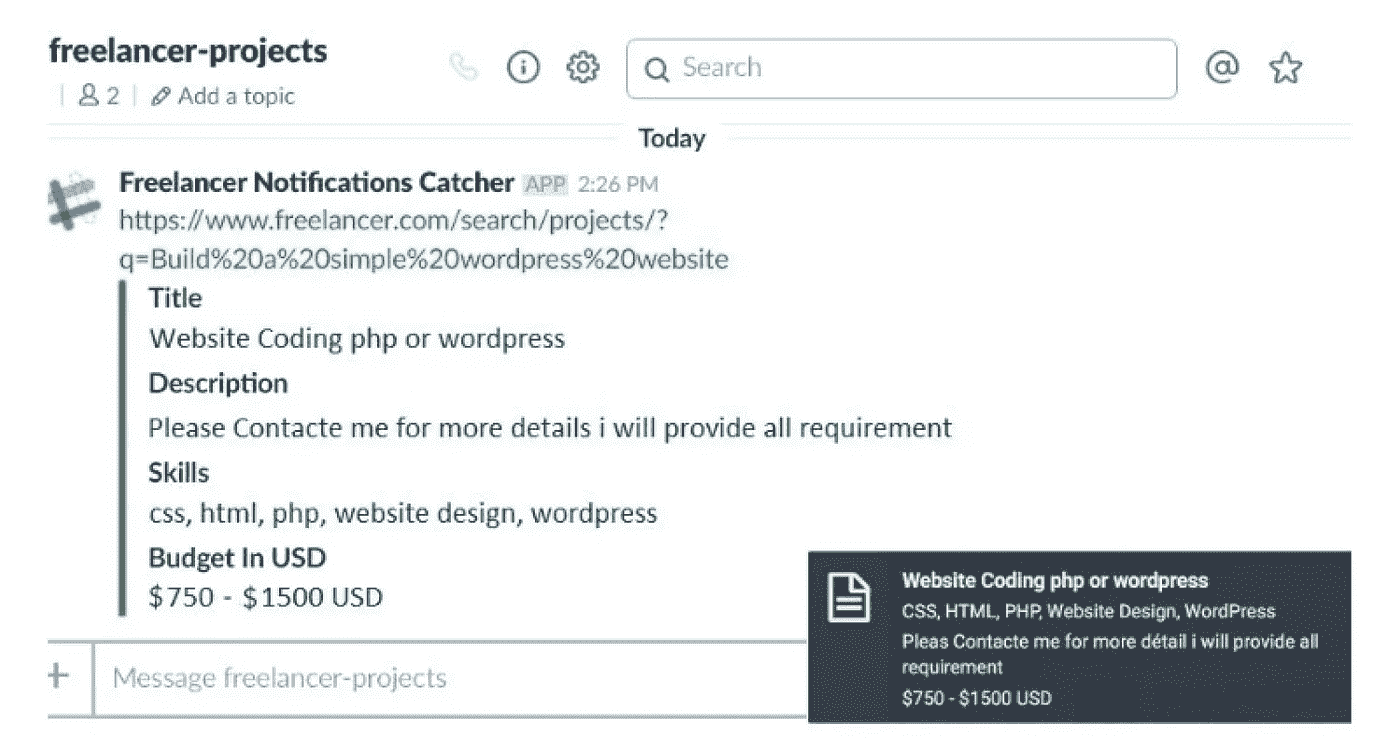 freelancer-projects
Search
2
Add a topic
Today
Freelancer Notifications Catcher APP 2:26 PM
https://www.freelancer.com/search/projects/?
q=Build%20a%20simple%20wordpress%20website
Title
Website Coding php or wordpress
Description
Please Contacte me for more details i will provide all requirement
Skills
css, html, php, website design, wordpress
Budget In USD
$750 - $1500 USD
Message freelancer-projects
Website Coding php or wordpress
CSS, HTML, PHP, Website Design, WordPress
Pleas Contacte me for more détail i will provide all
requirement
$750 - $1500 USD